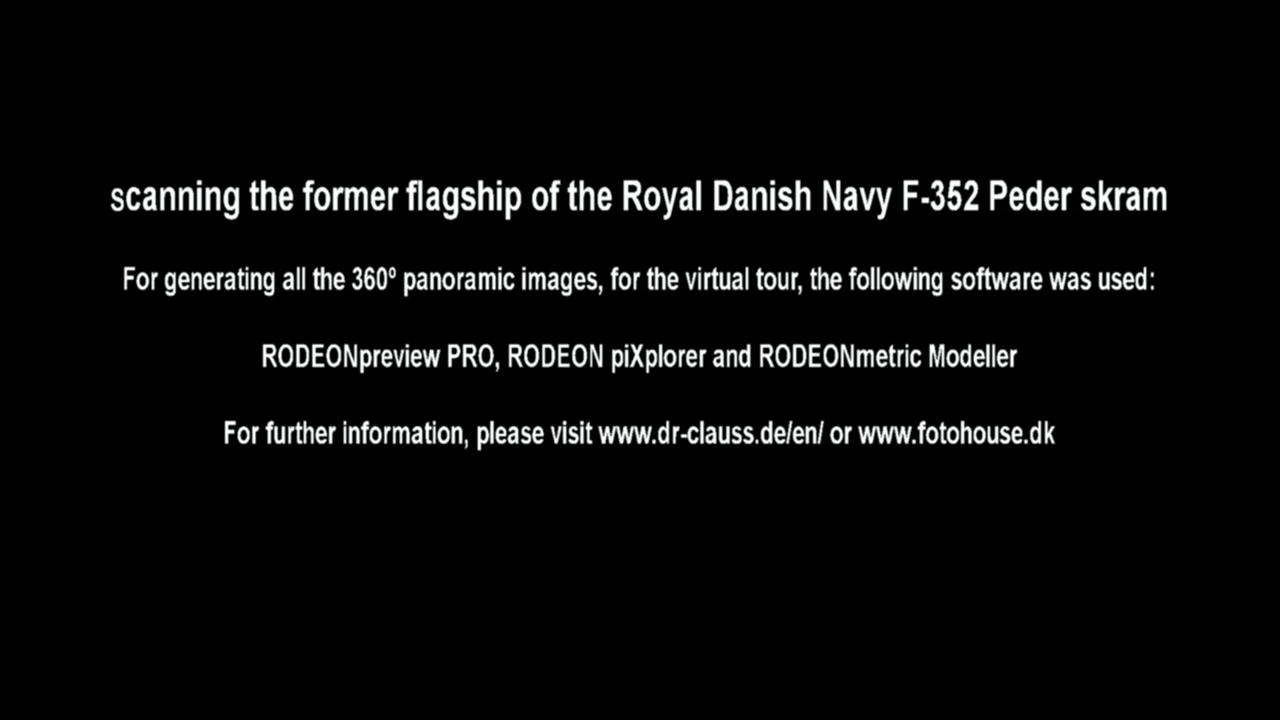 scanning the former flagship of the Royal Danish Navy F-352 Peder skram
For generating all the 360º panoramic images, for the virtual tour, the following software was used:
RODEONpreview PRO, RODEON piXplorer and RODEONmetric Modeller
For further information, please visit www.dr-clauss.de/en/ or www.fotohouse.dk